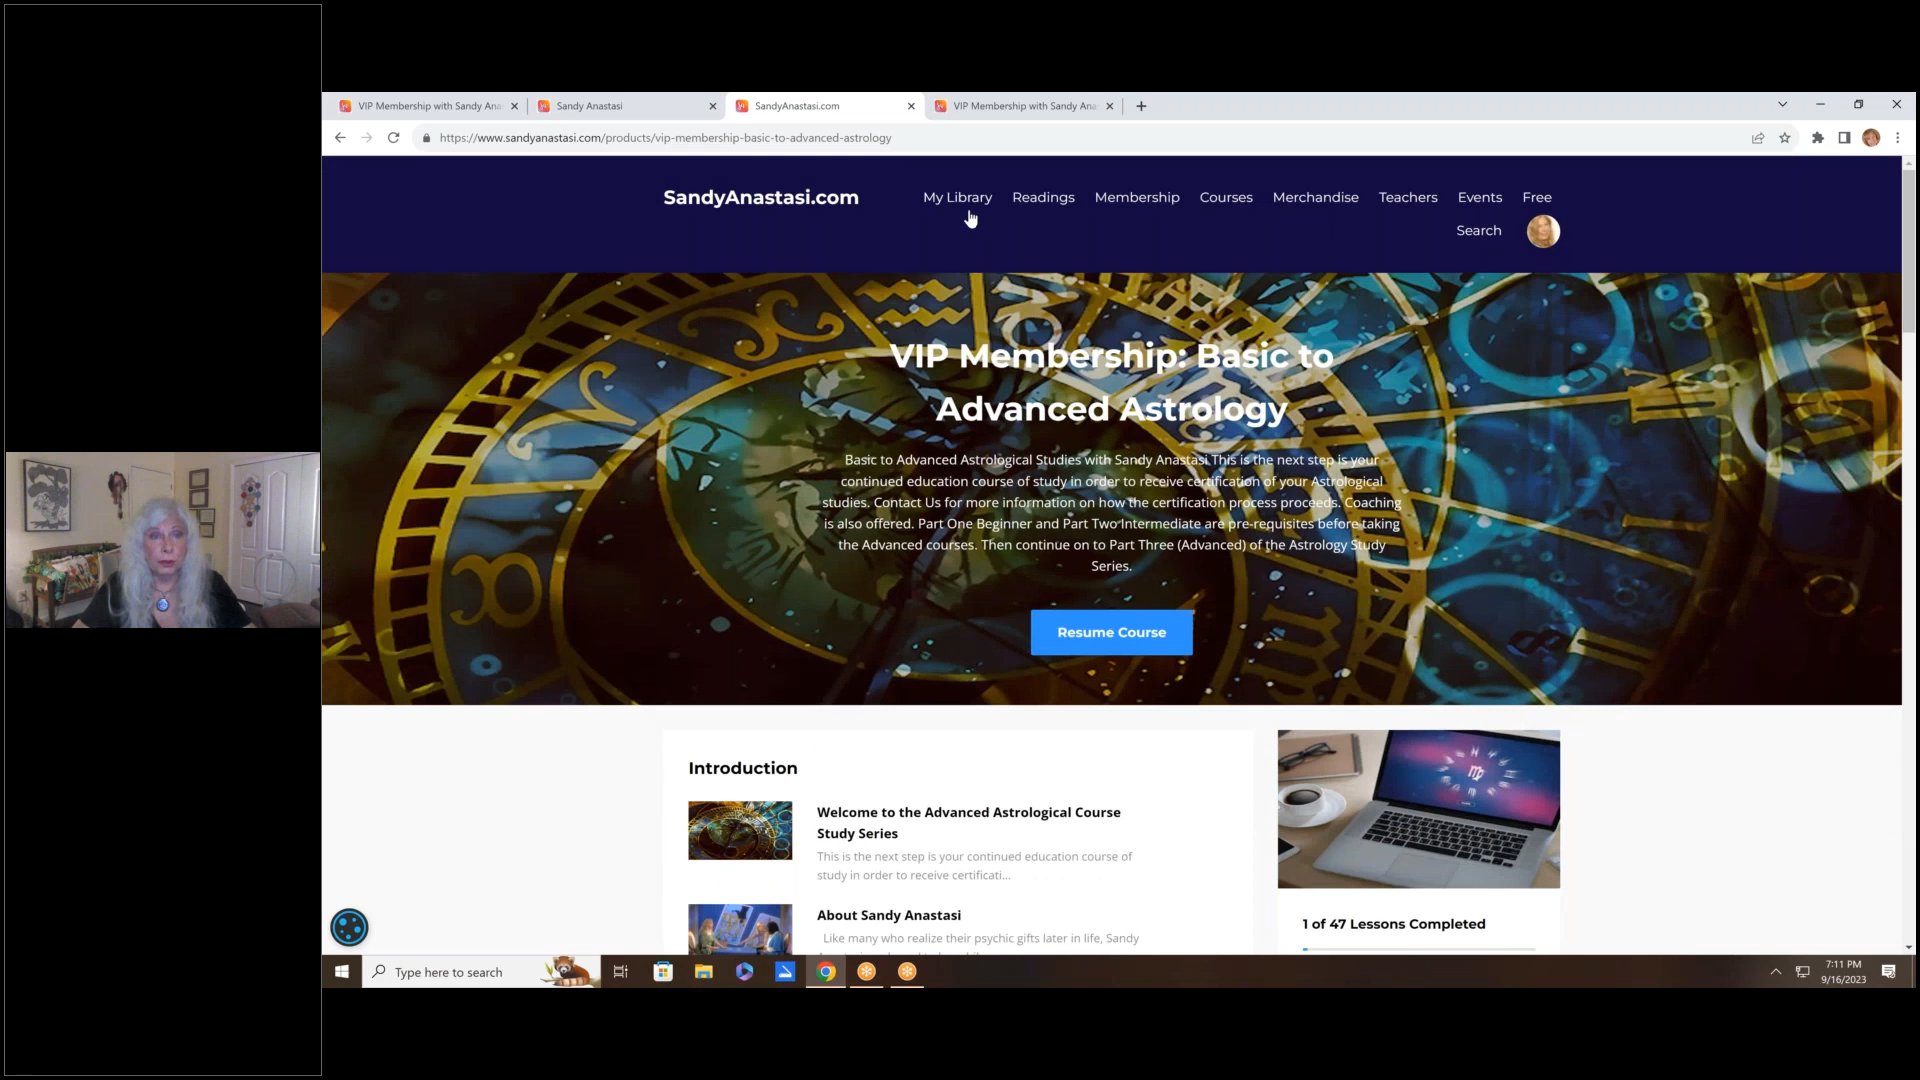 VIP Membership with Sandy Ana
Sandy Anastasi
SandyAnastasi.com
VIP Membership with Sandy Ana
https://www.sandyanastasi.com/products/vip-membership-basic-to-advanced-astrology
SandyAnastasi.com
My Library
Readings
Membership
Courses
Merchandise
Teachers
Events
Free
Search
VIP Membership: Basic to
Advanced Astrology
Basic to Advanced Astrological Studies with Sandy Anastasi This is the next step is your
continued education course of study in order to receive certification of your Astrological
studies. Contact Us for more information on how the certification process proceeds. Coaching
is also offered. Part One Beginner and Part Two Intermediate are pre-requisites before taking
the Advanced courses. Then continue on to Part Three (Advanced) of the Astrology Study
Series.
Resume Course
Introduction
Welcome to the Advanced Astrological Course
Study Series
This is the next step is your continued education course of
study in order to receive certificati...
About Sandy Anastasi
Like many who realize their psychic gifts later in life, Sandy
1 of 47 Lessons Completed
Type here to search
7:11 PM
9/16/2023